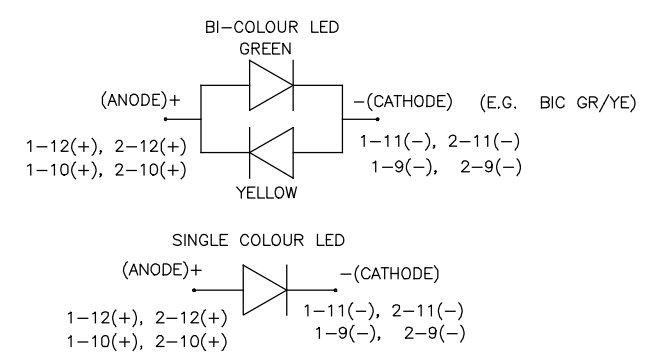 BI-COLOUR LED
GREEN
(ANODE)+
-(CATHODE) (E.G. BIC GR/YE)
1-12(+), 2-12(+)
1-10(+), 2-10(+)
1-11(-), 2-11(-)
1-9(-), 2-9(-)
YELLOW
SINGLE COLOUR LED
(ANODE)+
-(CATHODE)
1-12(+), 2-12(+)
1-10(+), 2-10(+)
1-11(-), 2-11(-)
1-9(-), 2-9(-)